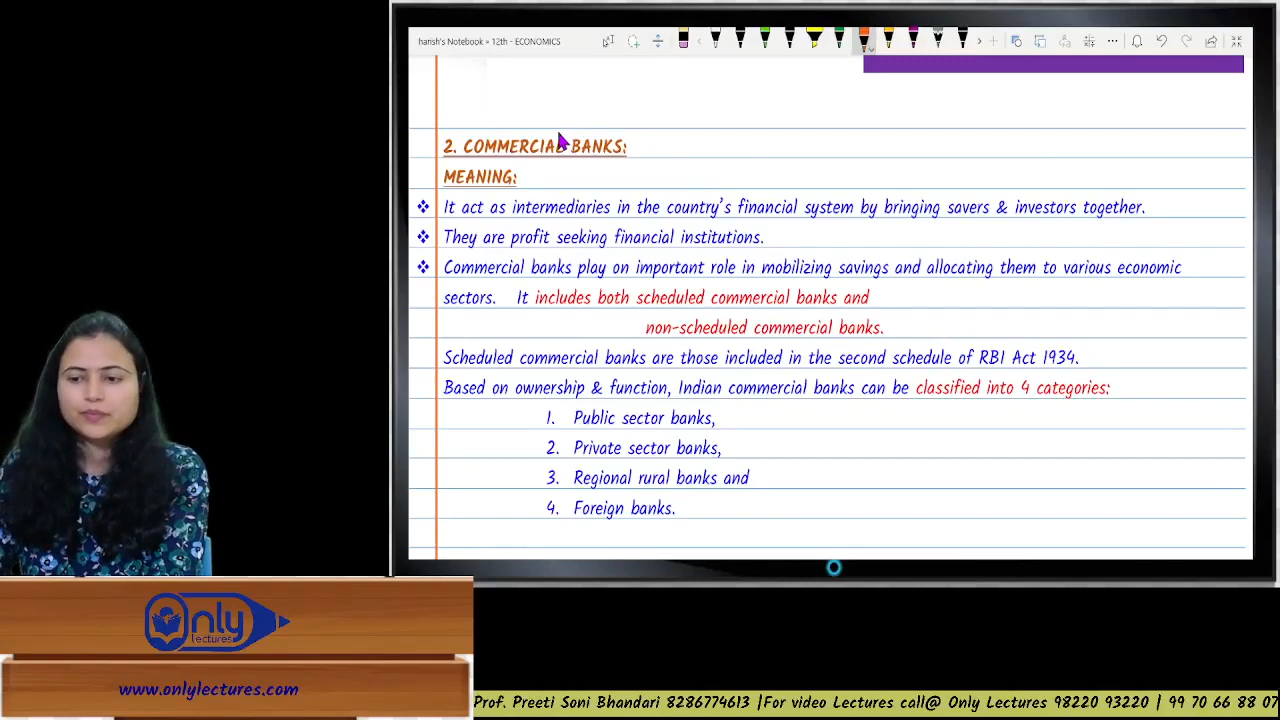 harish's Notebook » 12th - ECONOMICS
2. COMMERCIAL BANKS:
MEANING:
❖ It act as intermediaries in the country's financial system by bringing savers & investors together.
❖ They are profit seeking financial institutions.
❖ Commercial banks play on important role in mobilizing savings and allocating them to various economic
sectors. It includes both scheduled commercial banks and
non-scheduled commercial banks.
Scheduled commercial banks are those included in the second schedule of RBI Act 1934.
Based on ownership & function, Indian commercial banks can be classified into 4 categories:
1. Public sector banks,
2. Private sector banks,
3. Regional rural banks and
4. Foreign banks.
Only
lectures
www.onlylectures.com
Prof. Preeti Soni Bhandari 8286774613 |For video Lectures call@ Only Lectures 98220 93220 | 99 70 66 88 07